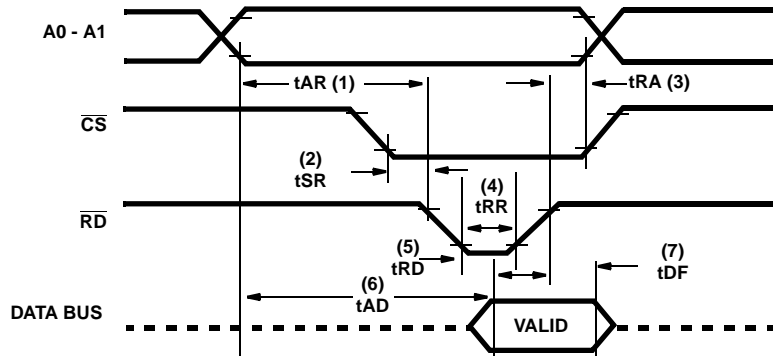 A0 - A1
tAR (1)
tRA (3)
CS
(2)
tSR
(4)
tRR
RD
(5)
tRD
(7)
tDF
(6)
tAD
DATA BUS
VALID